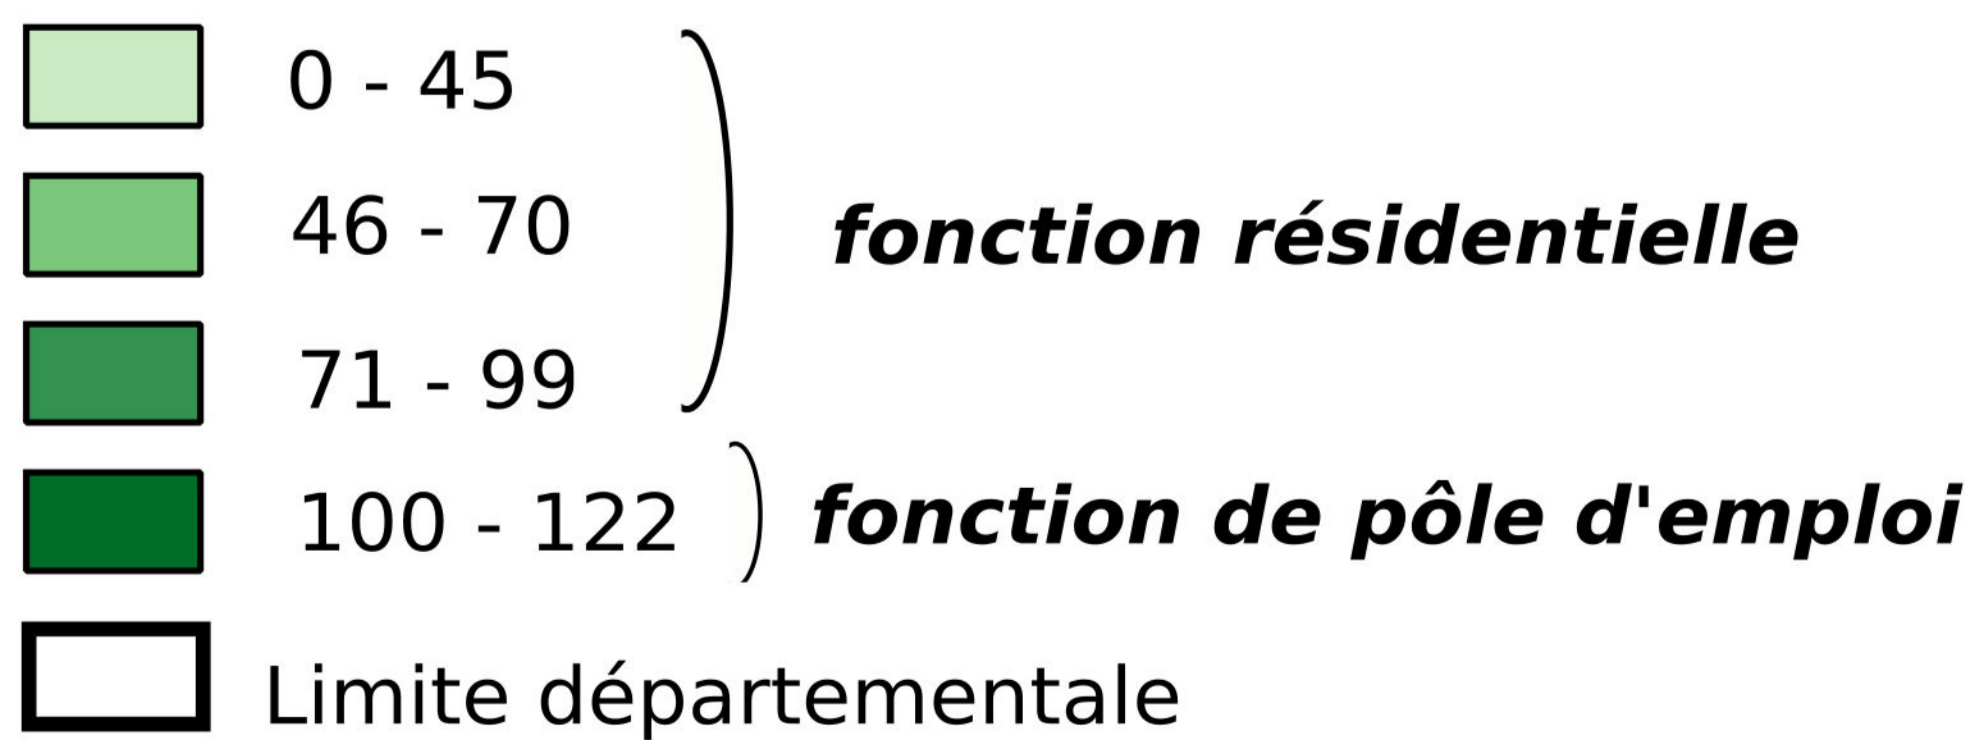 0 - 45
46 - 70
fonction résidentielle
71 - 99
100 - 122
fonction de pôle d'emploi
Limite départementale